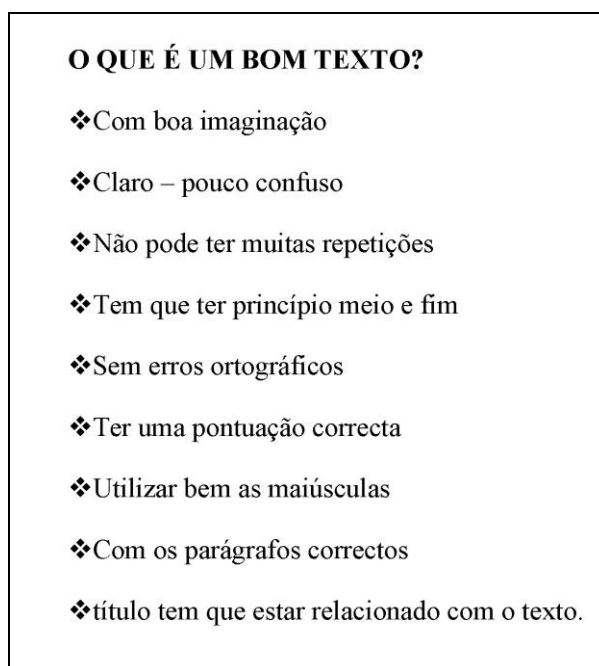 O QUE É UM BOM TEXTO?
❖Com boa imaginação
❖Claro – pouco confuso
❖Não pode ter muitas repetições
❖Tem que ter princípio meio e fim
❖Sem erros ortográficos
❖Ter uma pontuação correcta
❖Utilizar bem as maiúsculas
❖Com os parágrafos correctos
❖título tem que estar relacionado com o texto.